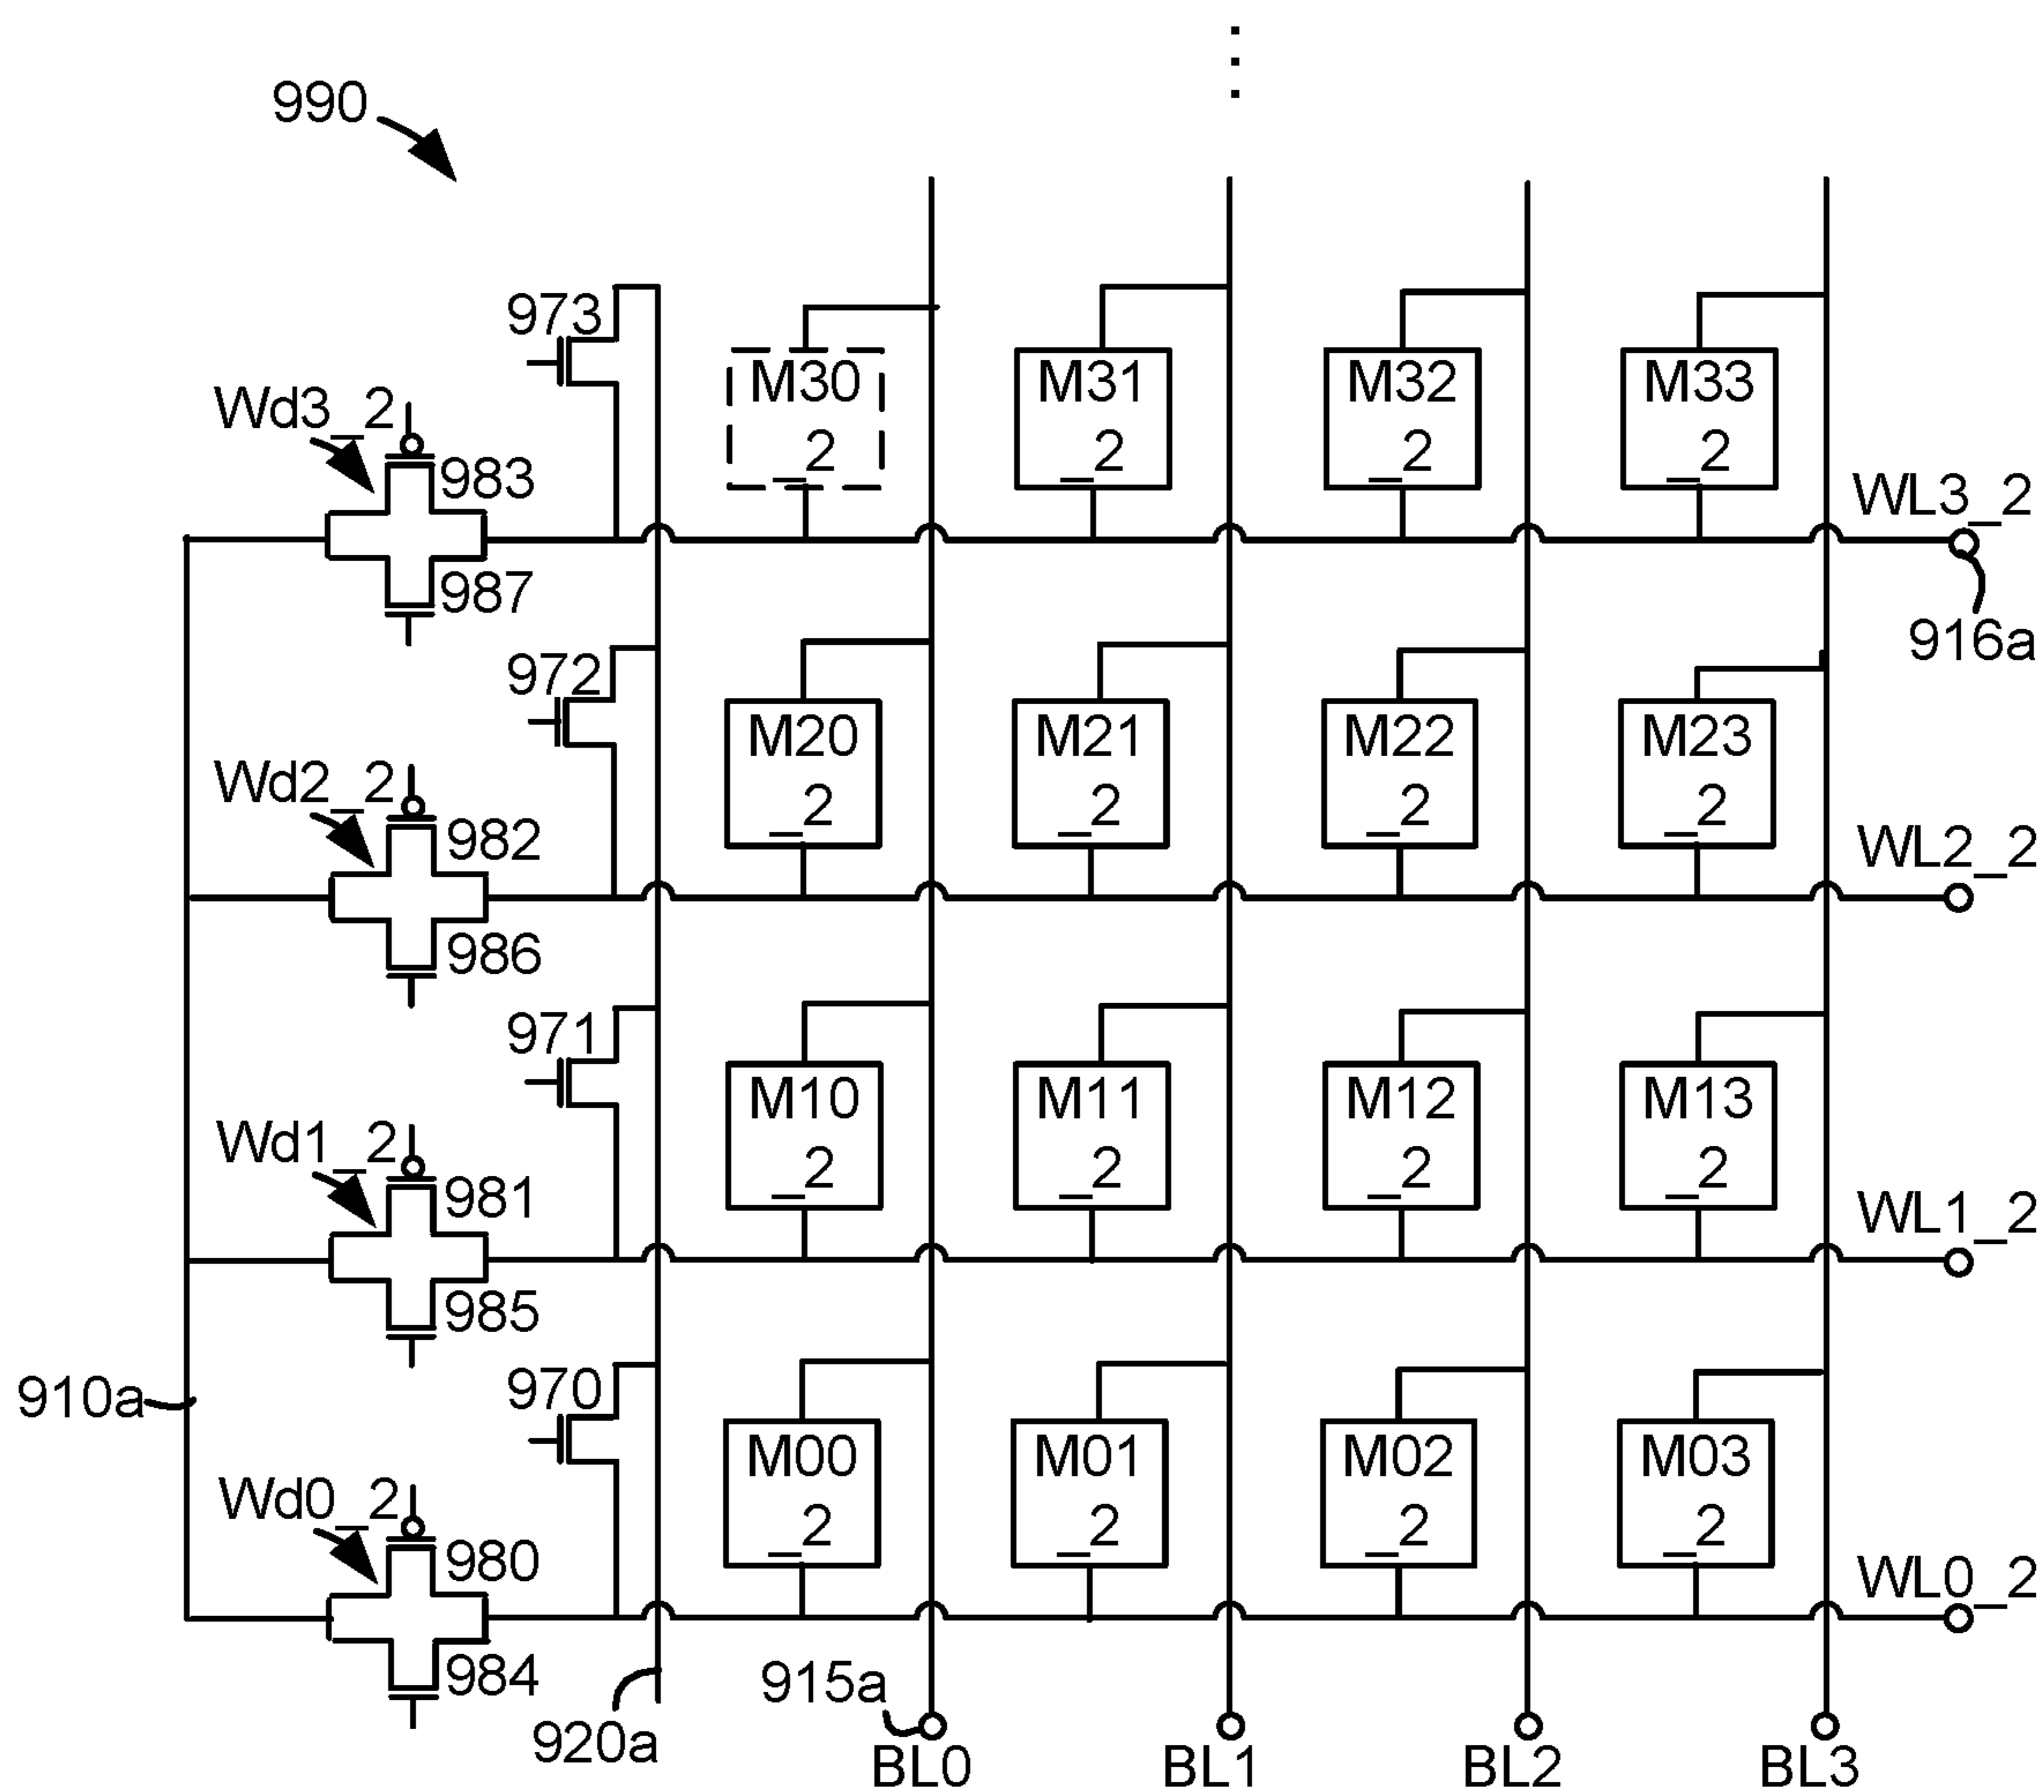 990
973
M30
_2
M31
_2
M32
_2
M33
_2
Wd3_2
983
WL3_2
987
916a
972
M20
_2
M21
_2
M22
_2
M23
_2
Wd2_2
982
WL2_2
986
971
M10
_2
M11
_2
M12
_2
M13
_2
Wd1_2
981
WL1_2
985
910a
970
M00
_2
M01
_2
M02
_2
M03
_2
Wd0_2
980
WL0_2
984
915a
920a
BL0
BL1
BL2
BL3